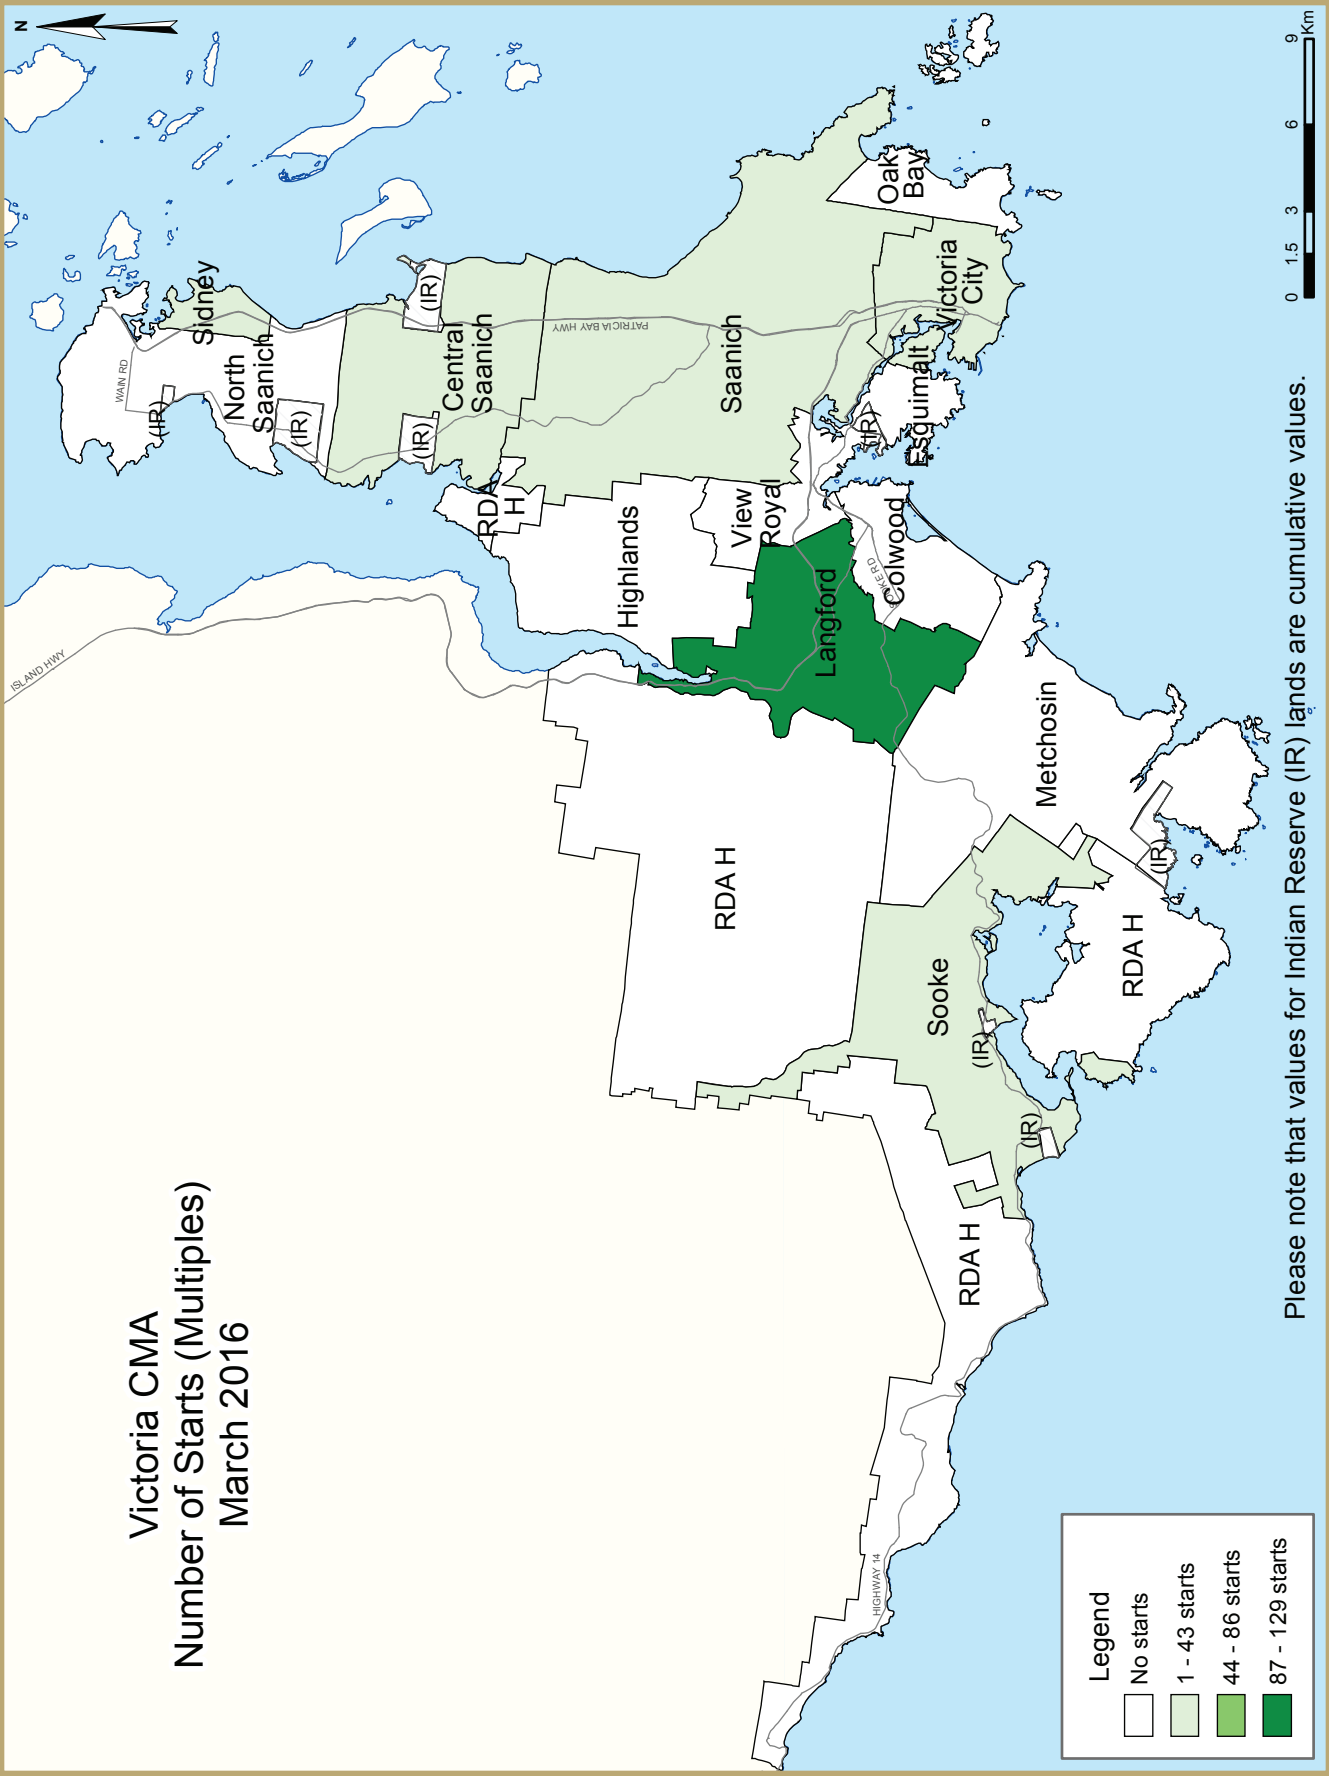 Victoria CMA
Number of Starts (Multiples)
March 2016
N
ISLAND HWY
WAIN RD
Sidney
North
Saanich
(IR)
(IR)
(IR)
(IR)
Central
Saanich
PATRICIA BAY HWY
RDA
H
Saanich
Highlands
View
Royal
Oak
Bay
Victoria
City
Esquimalt
(IR)
Langford
Colwood
SOOKE RD
Metchosin
(IR)
RDA H
Sooke
(IR)
(IR)
RDA H
RDA H
HIGHWAY 14
Legend
No starts
1 - 43 starts
44 - 86 starts
87 - 129 starts
0 1.5 3 6 9
Km
Please note that values for Indian Reserve (IR) lands are cumulative values.